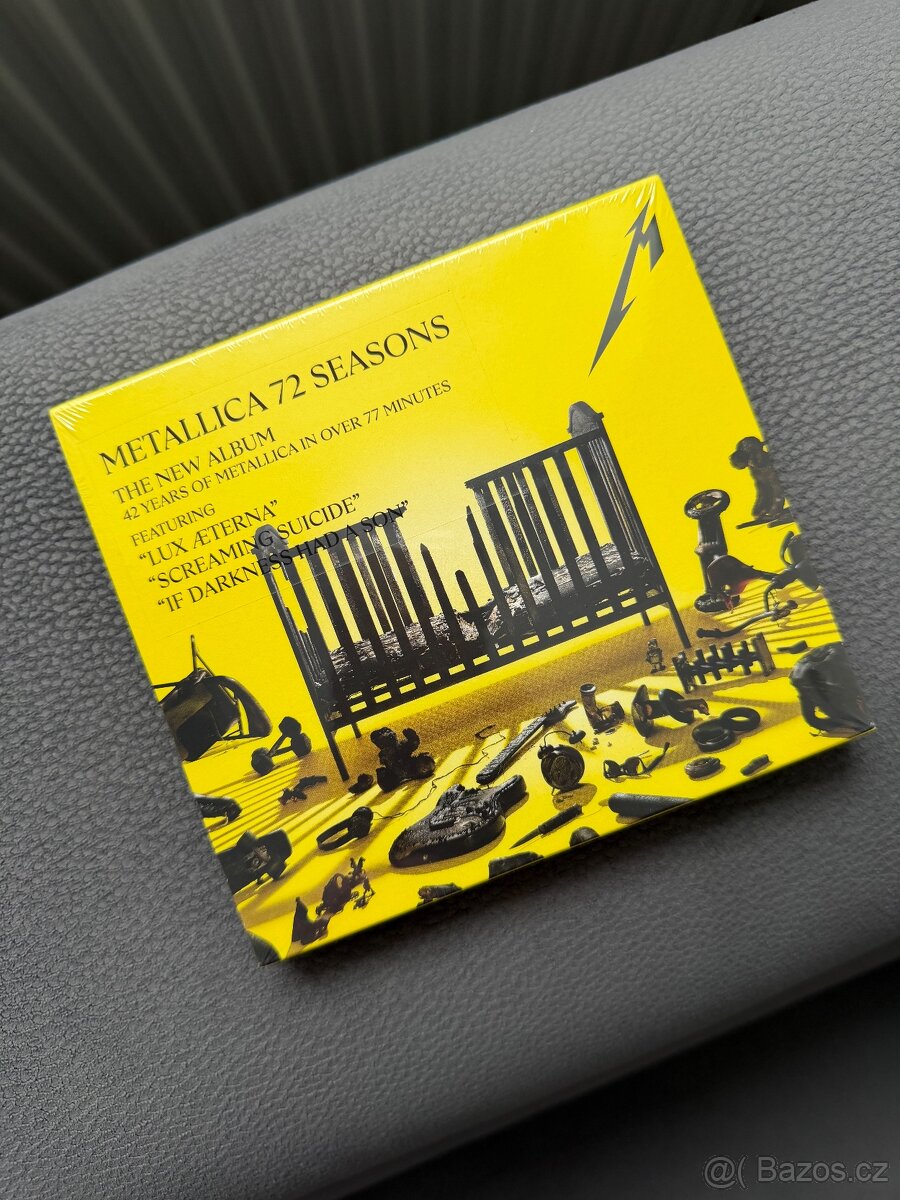 METALLICA 72 SEASONS
THE NEW ALBUM
42 YEARS OF METALLICA IN OVER 77 MINUTES
FEATURING
“LUX ÆTERNA”
“SCREAMING SUICIDE”
“IF DARKNESS HAD A SON”
M
@( Bazos.cz